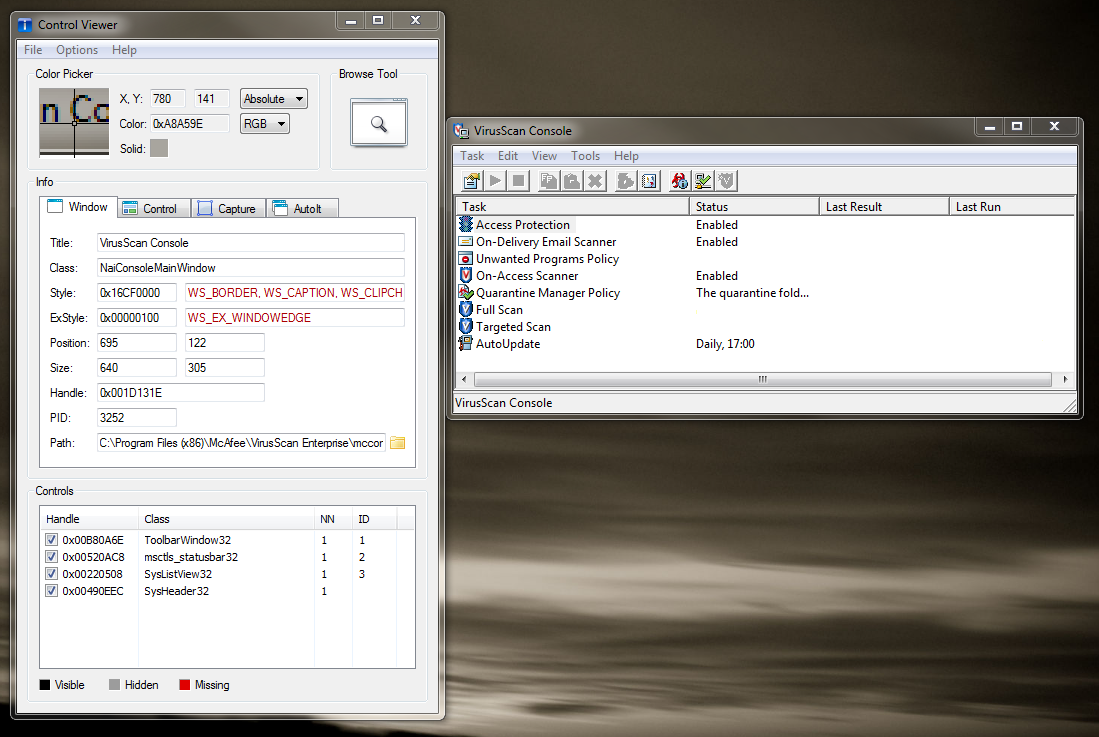 Control Viewer
File Options Help
Color Picker
Browse Tool
n Co
X, Y: 780 141 Absolute
Color: 0xA8A59E RGB
Solid:
Info
Window Control Capture AutoIt
Title: VirusScan Console
Class: NaiConsoleMainWindow
Style: 0x16CF0000 WS_BORDER, WS_CAPTION, WS_CLIPCH
ExStyle: 0x00000100 WS_EX_WINDOWEDGE
Position: 695 122
Size: 640 305
Handle: 0x001D131E
PID: 3252
Path: C:\Program Files (x86)\McAfee\VirusScan Enterprise\mccor
Controls
Handle Class NN ID
0x00B80A6E ToolbarWindow32 1 1
0x00520AC8 msctls_statusbar32 1 2
0x00220508 SysListView32 1 3
0x00490EEC SysHeader32 1
Visible Hidden Missing
VirusScan Console
Task Edit View Tools Help
Task Status Last Result Last Run
Access Protection Enabled
On-Delivery Email Scanner Enabled
Unwanted Programs Policy
On-Access Scanner Enabled
Quarantine Manager Policy The quarantine fold...
Full Scan
Targeted Scan
AutoUpdate Daily, 17:00
VirusScan Console